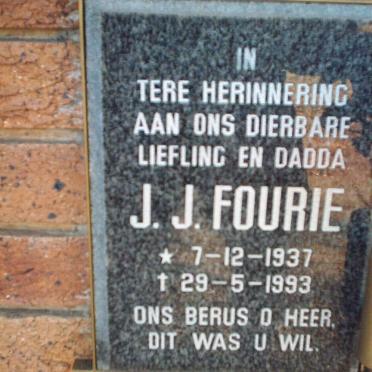 IN
TERE HERINNERING
AAN ONS DIERBARE
LIEFLING EN DADDA
J. J. FOURIE
★ 7-12-1937
† 29-5-1993
ONS BERUS O HEER,
DIT WAS U WIL.